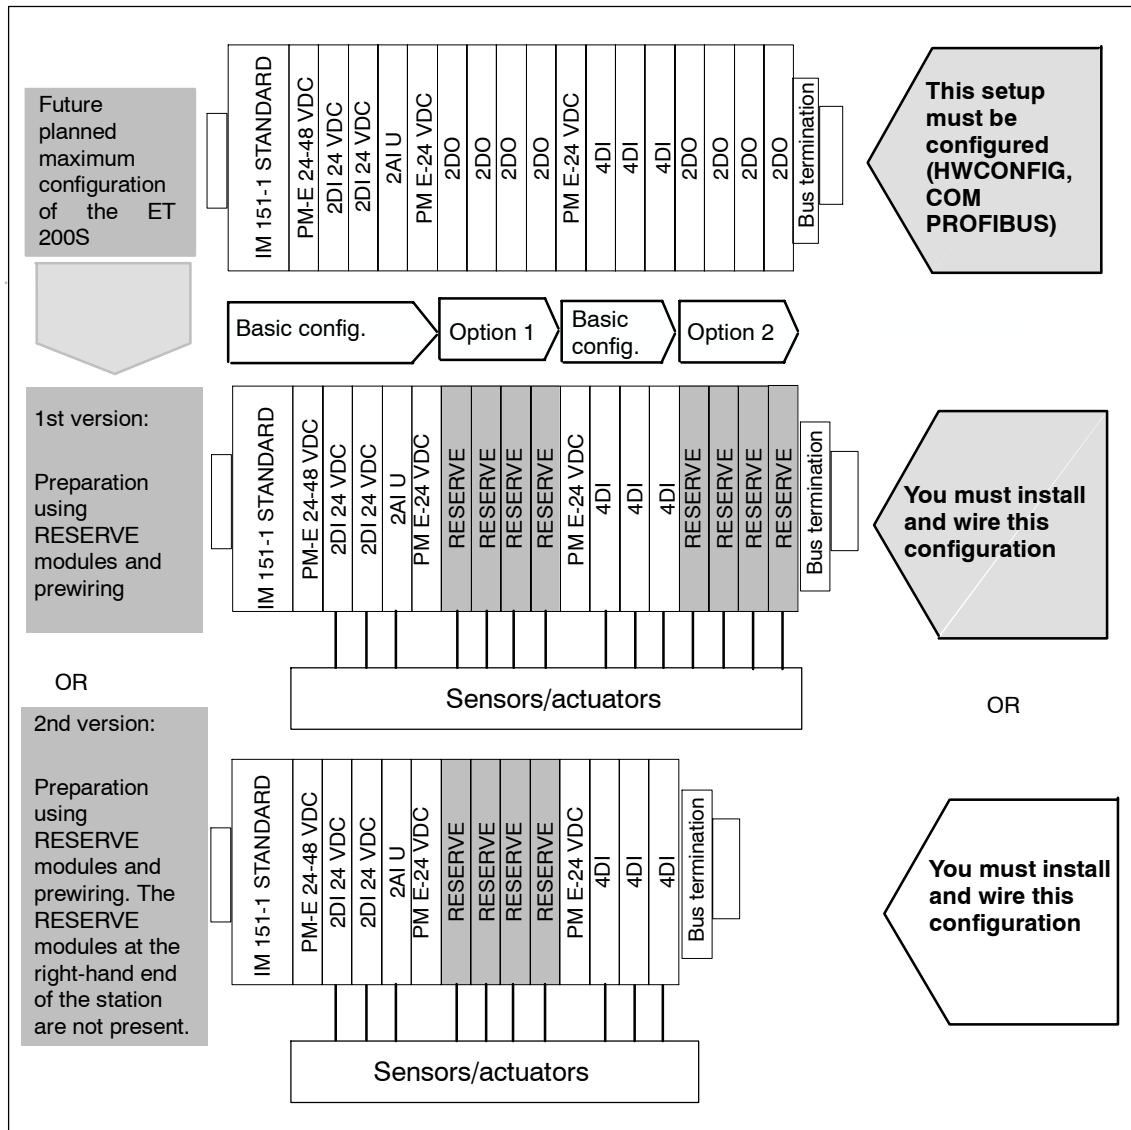 Future
planned
maximum
configuration
of the ET
200S
IM 151-1 STANDARD
PM-E 24-48 VDC
2DI 24 VDC
2DI 24 VDC
2AI U
PM E-24 VDC
2DO
2DO
2DO
2DO
PM E-24 VDC
4DI
4DI
4DI
2DO
2DO
2DO
2DO
Bus termination
This setup
must be
configured
(HWCONFIG,
COM
PROFIBUS)
Basic config.
Option 1
Basic
config.
Option 2
1st version:
Preparation
using
RESERVE
modules and
prewiring
IM 151-1 STANDARD
PM-E 24-48 VDC
2DI 24 VDC
2DI 24 VDC
2AI U
PM E-24 VDC
RESERVE
RESERVE
RESERVE
RESERVE
PM E-24 VDC
4DI
4DI
4DI
RESERVE
RESERVE
RESERVE
RESERVE
Bus termination
You must install
and wire this
configuration
Sensors/actuators
OR
OR
2nd version:
Preparation
using
RESERVE
modules and
prewiring. The
RESERVE
modules at the
right-hand end
of the station
are not present.
IM 151-1 STANDARD
PM-E 24-48 VDC
2DI 24 VDC
2DI 24 VDC
2AI U
PM E-24 VDC
RESERVE
RESERVE
RESERVE
RESERVE
PM E-24 VDC
4DI
4DI
4DI
Bus termination
You must install
and wire this
configuration
Sensors/actuators